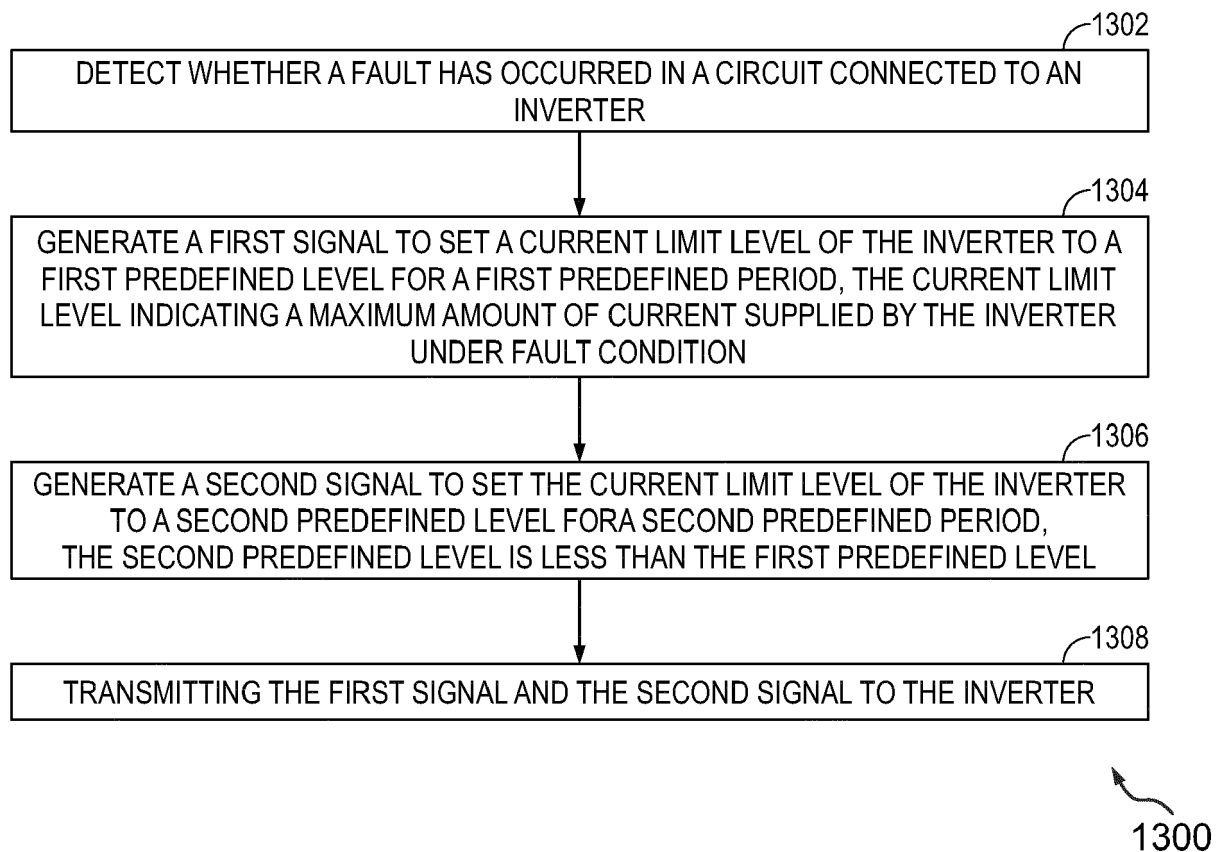 1302
DETECT WHETHER A FAULT HAS OCCURRED IN A CIRCUIT CONNECTED TO AN
INVERTER
1304
GENERATE A FIRST SIGNAL TO SET A CURRENT LIMIT LEVEL OF THE INVERTER TO A
FIRST PREDEFINED LEVEL FOR A FIRST PREDEFINED PERIOD, THE CURRENT LIMIT
LEVEL INDICATING A MAXIMUM AMOUNT OF CURRENT SUPPLIED BY THE INVERTER
UNDER FAULT CONDITION
1306
GENERATE A SECOND SIGNAL TO SET THE CURRENT LIMIT LEVEL OF THE INVERTER
TO A SECOND PREDEFINED LEVEL FORA SECOND PREDEFINED PERIOD,
THE SECOND PREDEFINED LEVEL IS LESS THAN THE FIRST PREDEFINED LEVEL
1308
TRANSMITTING THE FIRST SIGNAL AND THE SECOND SIGNAL TO THE INVERTER
1300